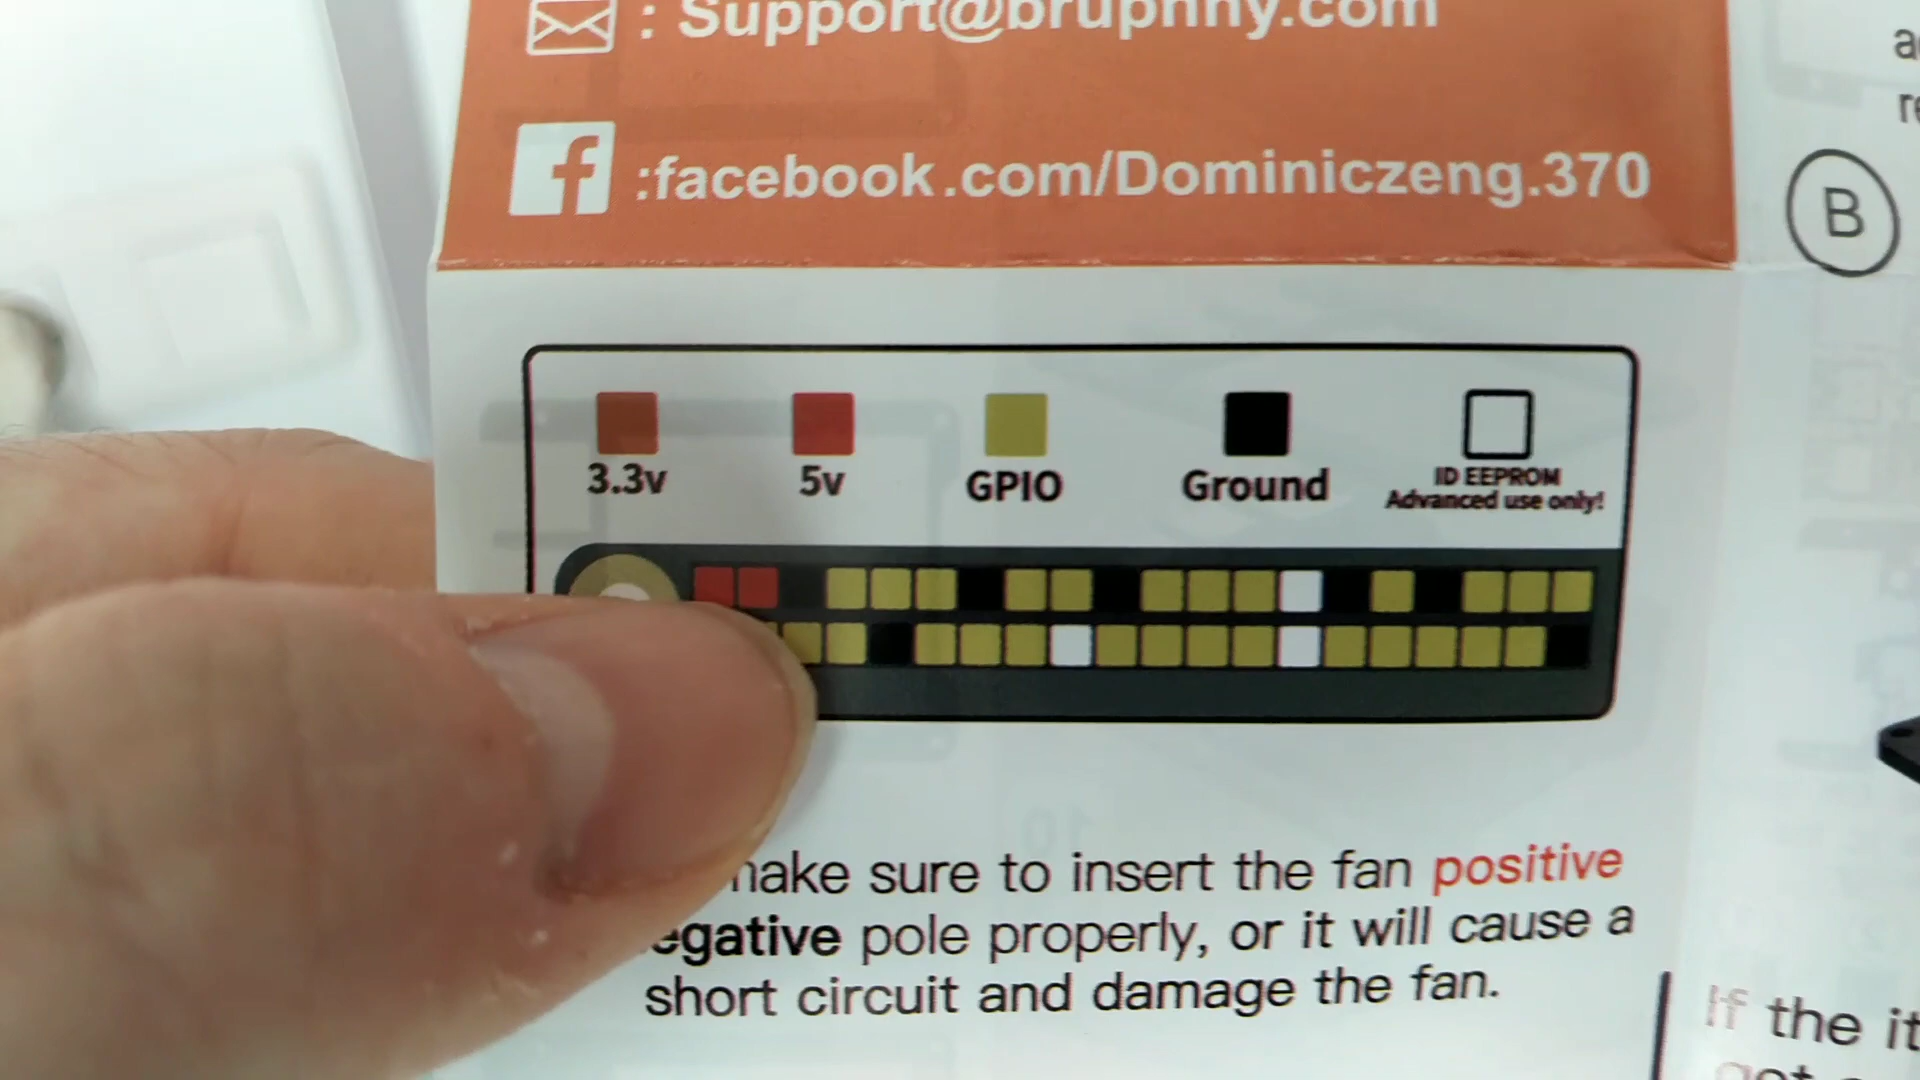 : Support@bruphny.com
f :facebook.com/Dominiczeng.370
B
3.3v
5v
GPIO
Ground
ID EEPROM
Advanced use only!
make sure to insert the fan positive
egative pole properly, or it will cause a
short circuit and damage the fan.
If the it